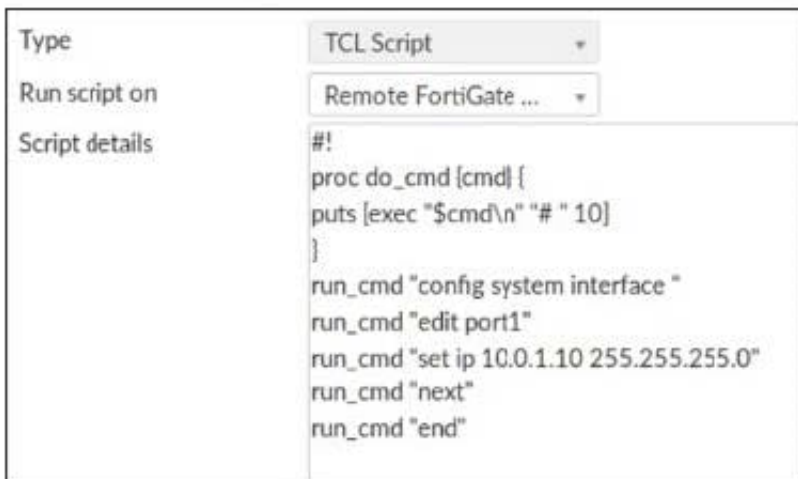 Type
TCL Script
Run script on
Remote FortiGate ...
Script details
#!
proc do_cmd {cmd} {
puts [exec "$cmd\n" "# " 10]
}
run_cmd "config system interface "
run_cmd "edit port1"
run_cmd "set ip 10.0.1.10 255.255.255.0"
run_cmd "next"
run_cmd "end"